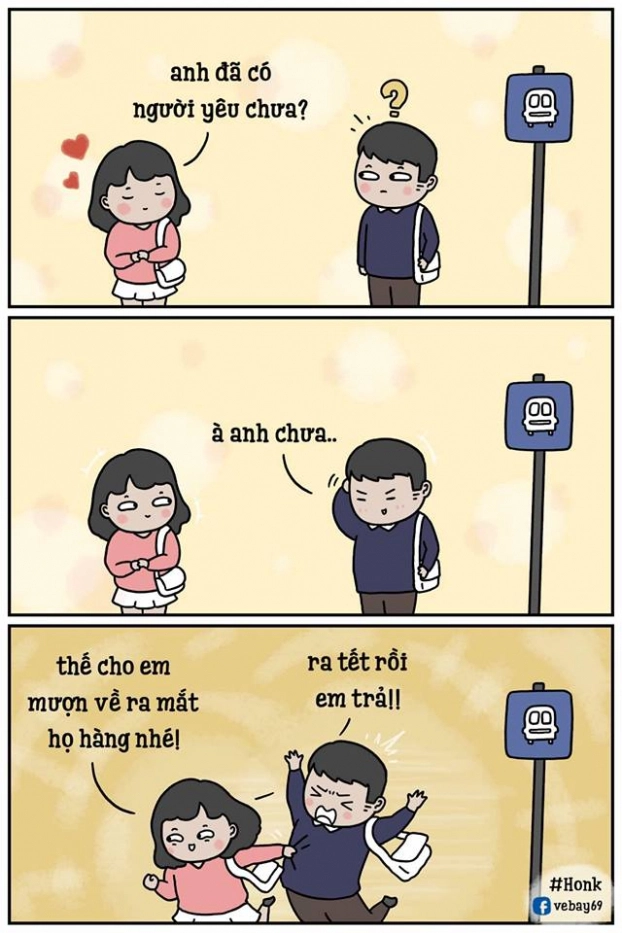 anh đã có
người yêu chưa?
à anh chưa..
thế cho em
mượn về ra mắt
họ hàng nhé!
ra tết rồi
em trả!!
#Honk
vebay69